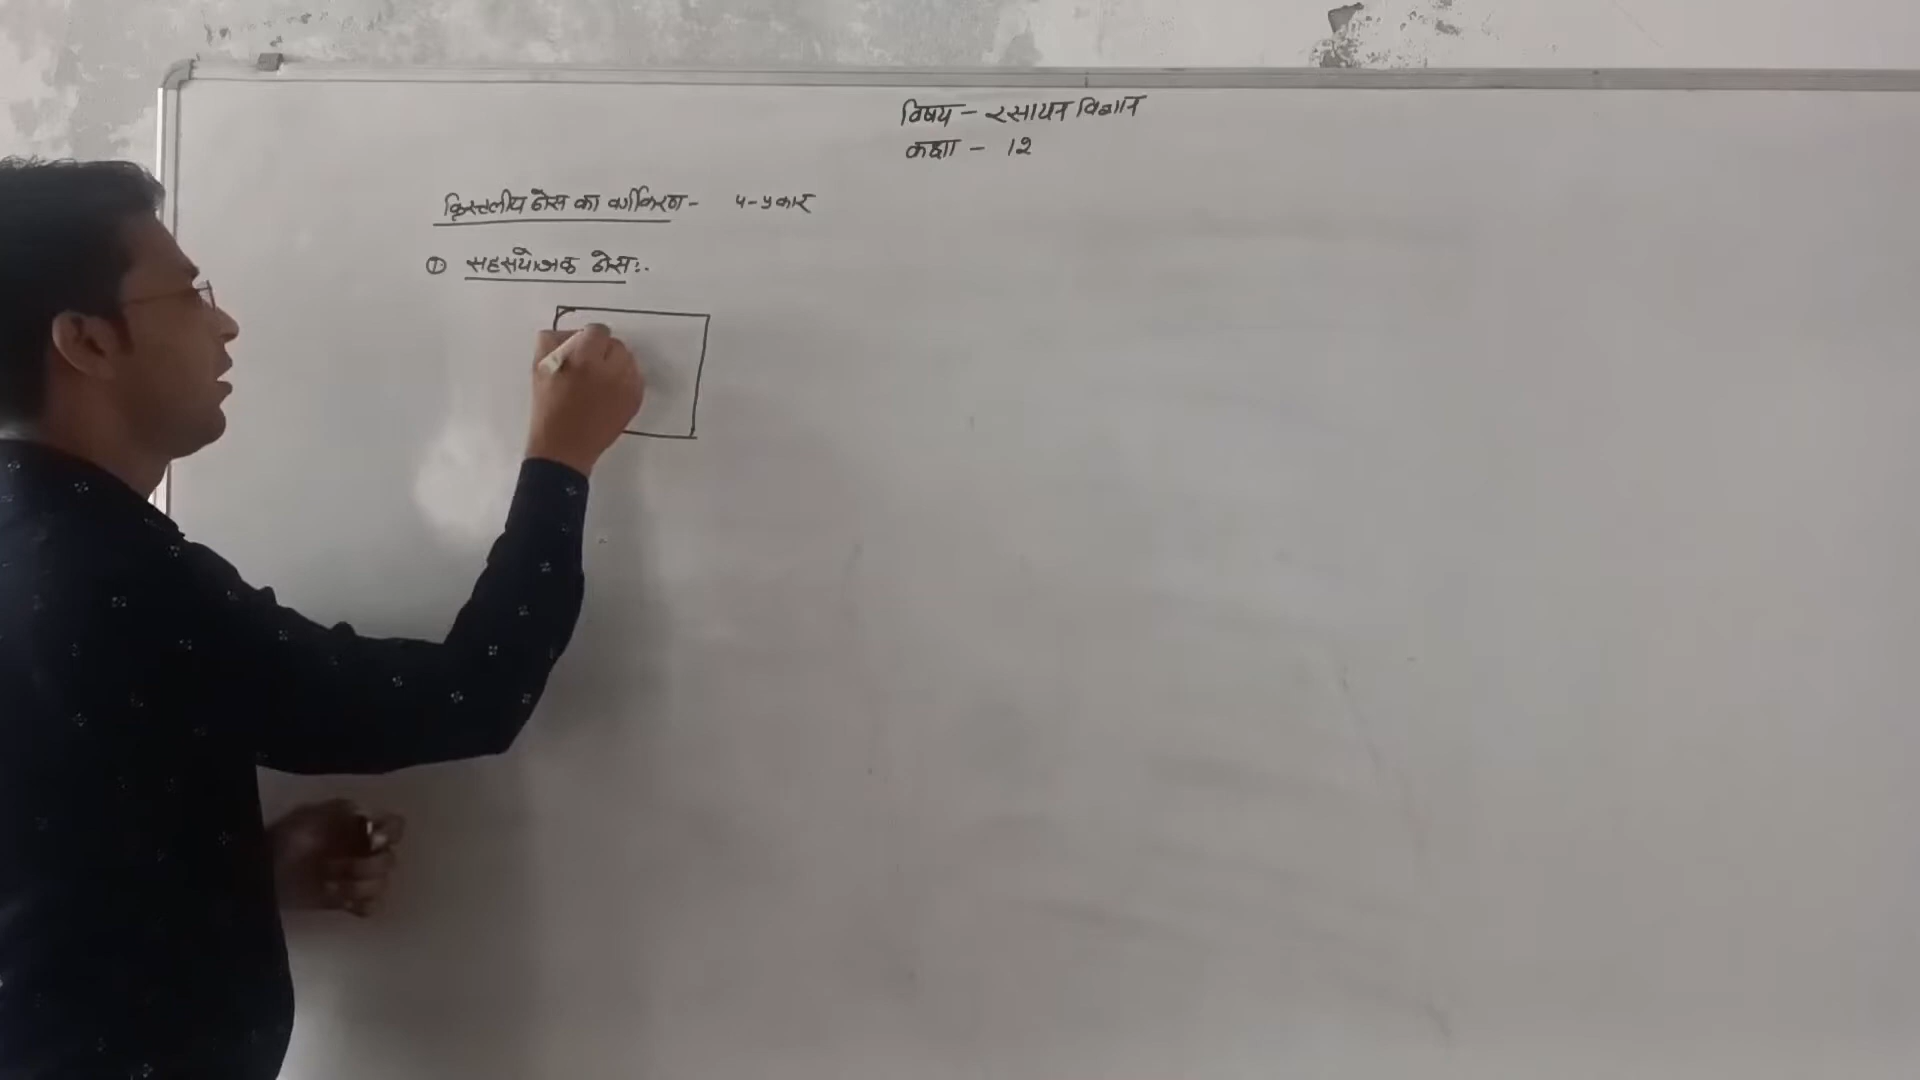 विषय - रसायन विज्ञान
कक्षा - 12
क्रिस्टलीय ठोस का वर्गीकरण - 4 - प्रकार
① सहसंयोजक ठोस :-